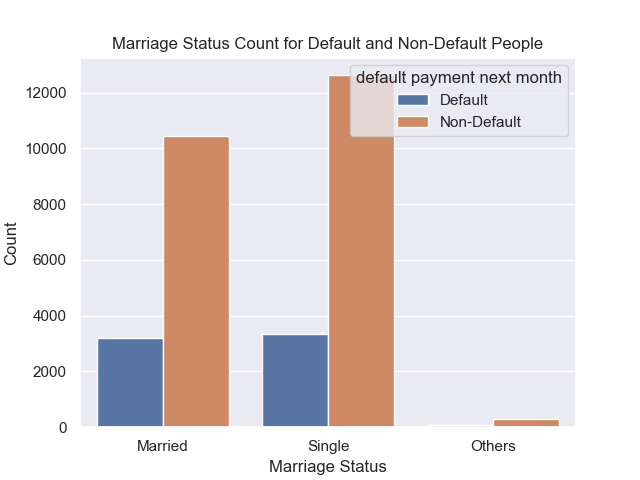 Marriage Status Count for Default and Non-Default People
default payment next month
Default
Non-Default
12000
10000
8000
6000
4000
2000
0
Count
Married
Single
Others
Marriage Status